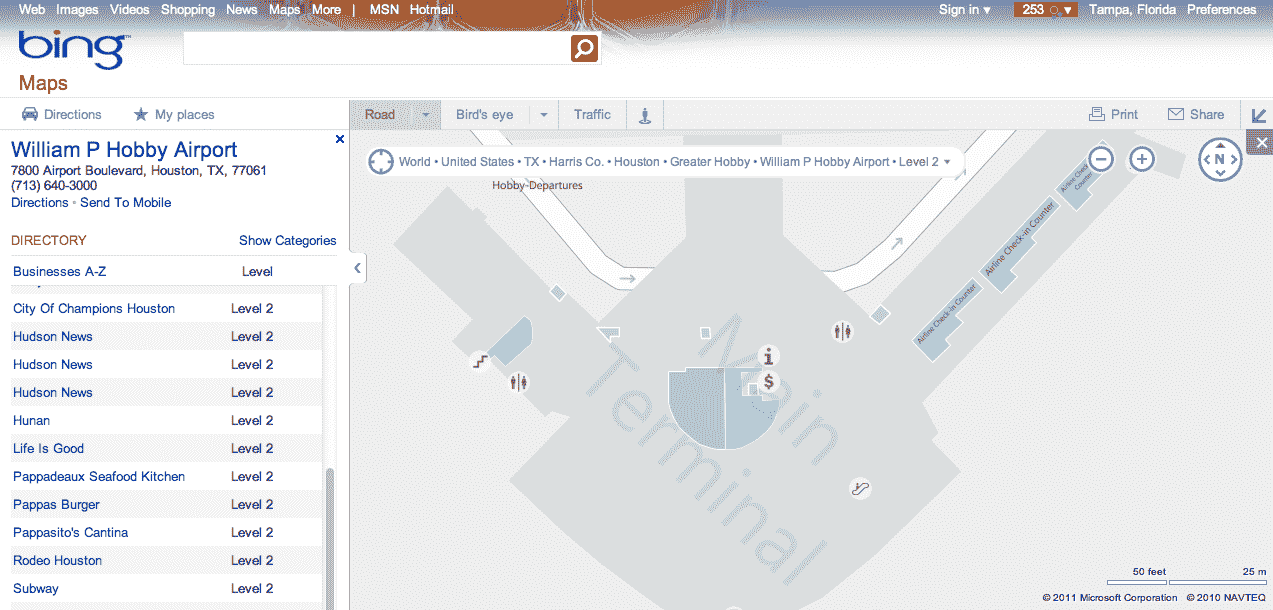 Web Images Videos Shopping News Maps More | MSN Hotmail
Sign in ▾ 253 ▾ Tampa, Florida Preferences
bing™
Maps
Directions My places
Road Bird's eye Traffic
Print Share
William P Hobby Airport
7800 Airport Boulevard, Houston, TX, 77061
(713) 640-3000
Directions • Send To Mobile
DIRECTORY Show Categories
Businesses A-Z Level
City Of Champions Houston Level 2
Hudson News Level 2
Hudson News Level 2
Hudson News Level 2
Hunan Level 2
Life Is Good Level 2
Pappadeaux Seafood Kitchen Level 2
Pappas Burger Level 2
Pappasito's Cantina Level 2
Rodeo Houston Level 2
Subway Level 2
World • United States • TX • Harris Co. • Houston • Greater Hobby • William P Hobby Airport • Level 2 ▾
N
Hobby-Departures
Airline Check-in Counter
Airline Check-in Counter
Airline Check-in Counter
i
$
Main
Terminal
50 feet 25 m
© 2011 Microsoft Corporation © 2010 NAVTEQ